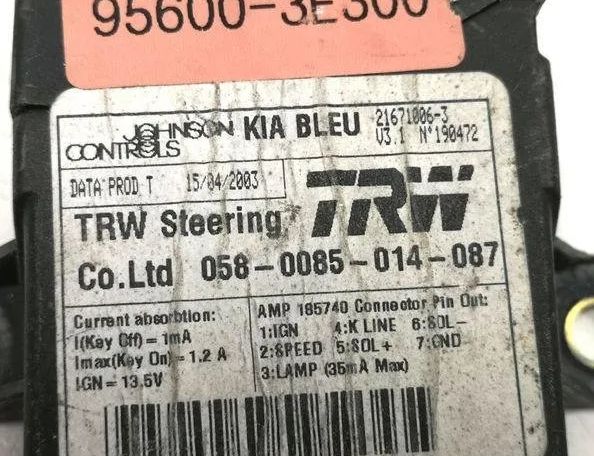 95600-3E300
JOHNSON CONTROLS
KIA BLEU
21671006-3
V3.1 N°190472
DATA PROD T 15/04/2003
TRW
TRW Steering
Co.Ltd 058-0085-014-087
Current absorbtion:
I(Key Off)=1mA
Imax(Key On)=1.2 A
IGN=13.5V
AMP 185740 Connector Pin Out:
1:IGN 4:K LINE 6:SOL-
2:SPEED 5:SOL+ 7:GND
3:LAMP (35mA Max)